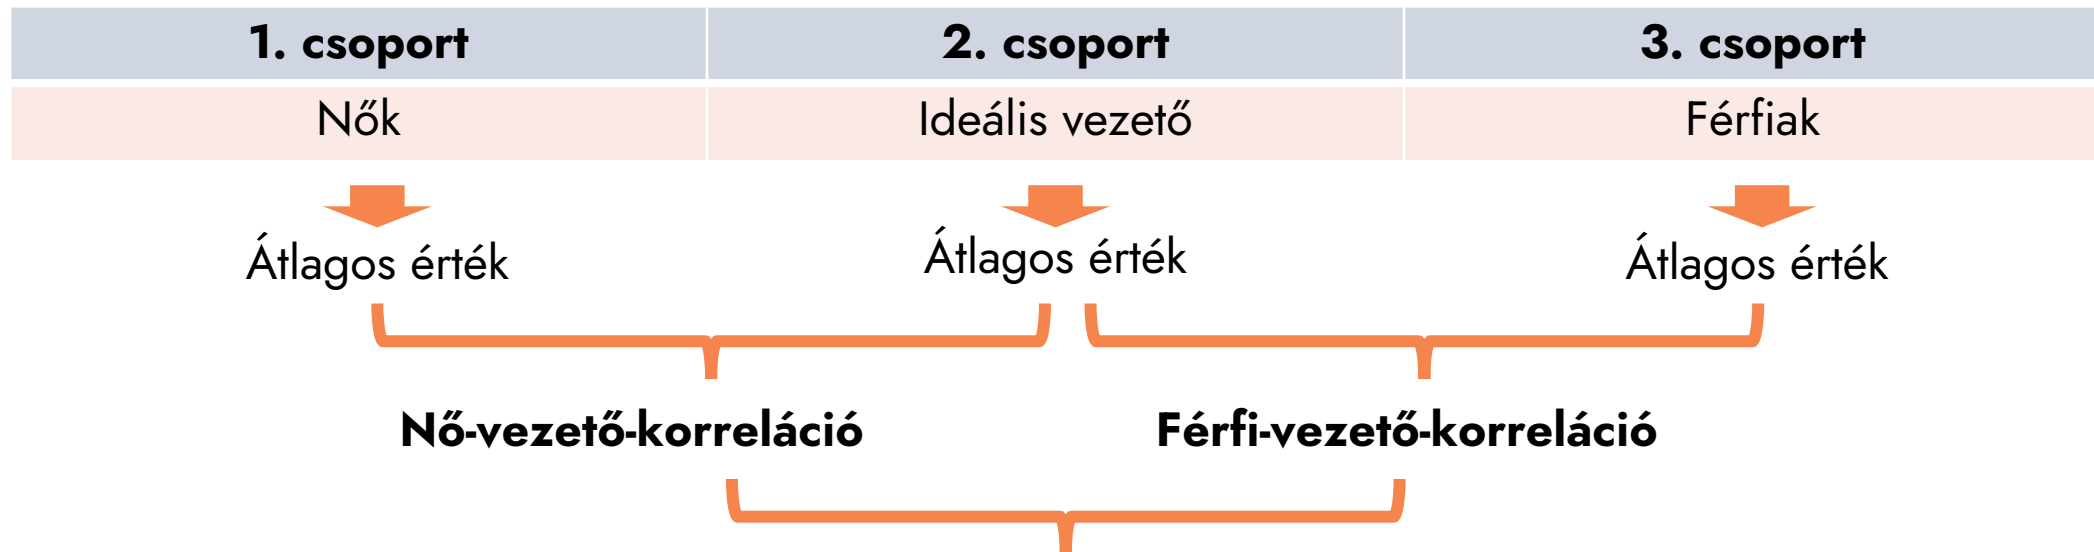 1. csoport 2. csoport 3. csoport
Nők Ideális vezető Férfiak
Átlagos érték Átlagos érték Átlagos érték
Nő-vezető-korreláció Férfi-vezető-korreláció